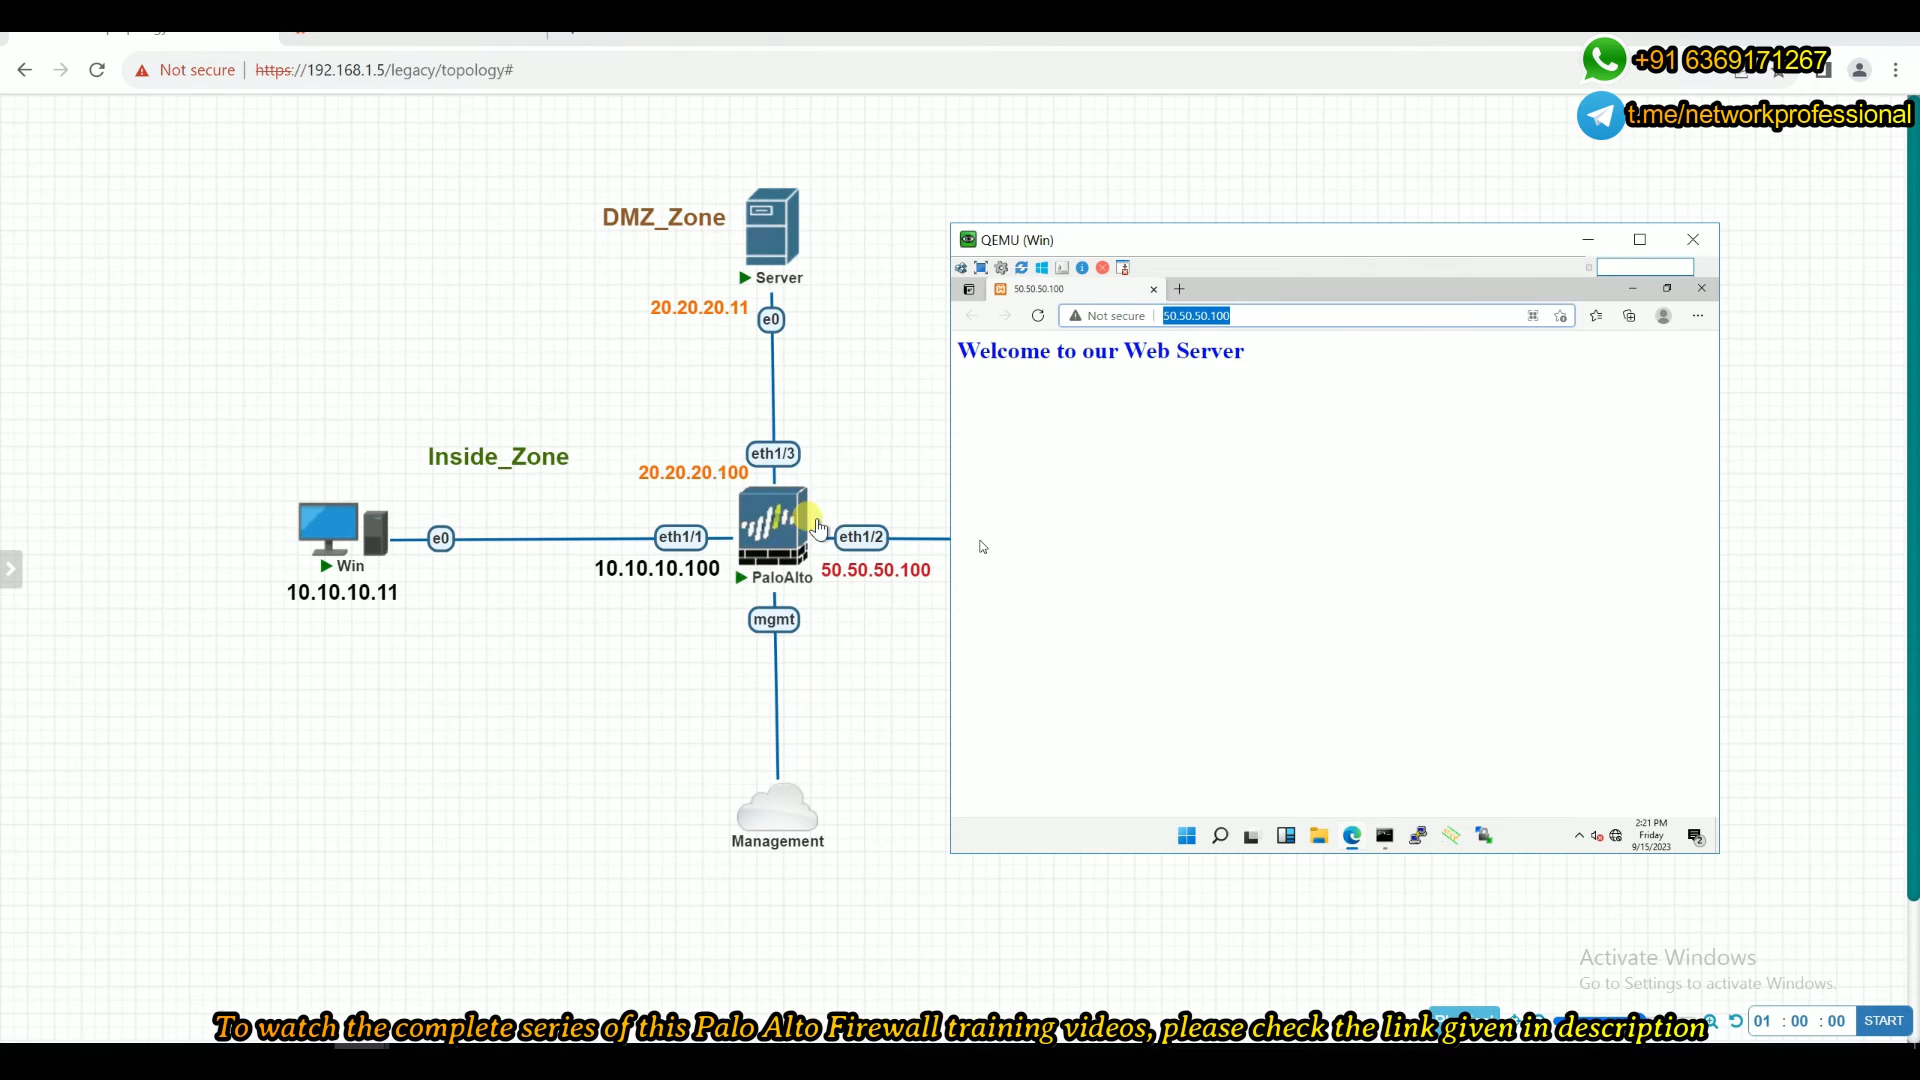 Not secure
https://192.168.1.5/legacy/topology#
+91 6369171267
t.me/networkprofessional
DMZ_Zone
Server
20.20.20.11
e0
QEMU (Win)
50.50.50.100
Not secure
50.50.50.100
Welcome to our Web Server
Inside_Zone
eth1/3
20.20.20.100
e0
eth1/1
eth1/2
Win
10.10.10.11
10.10.10.100
PaloAlto
50.50.50.100
mgmt
Management
2:21 PM
Friday
9/15/2023
2
Activate Windows
Go to Settings to activate Windows.
To watch the complete series of this Palo Alto Firewall training videos, please check the link given in description
01 : 00 : 00
START